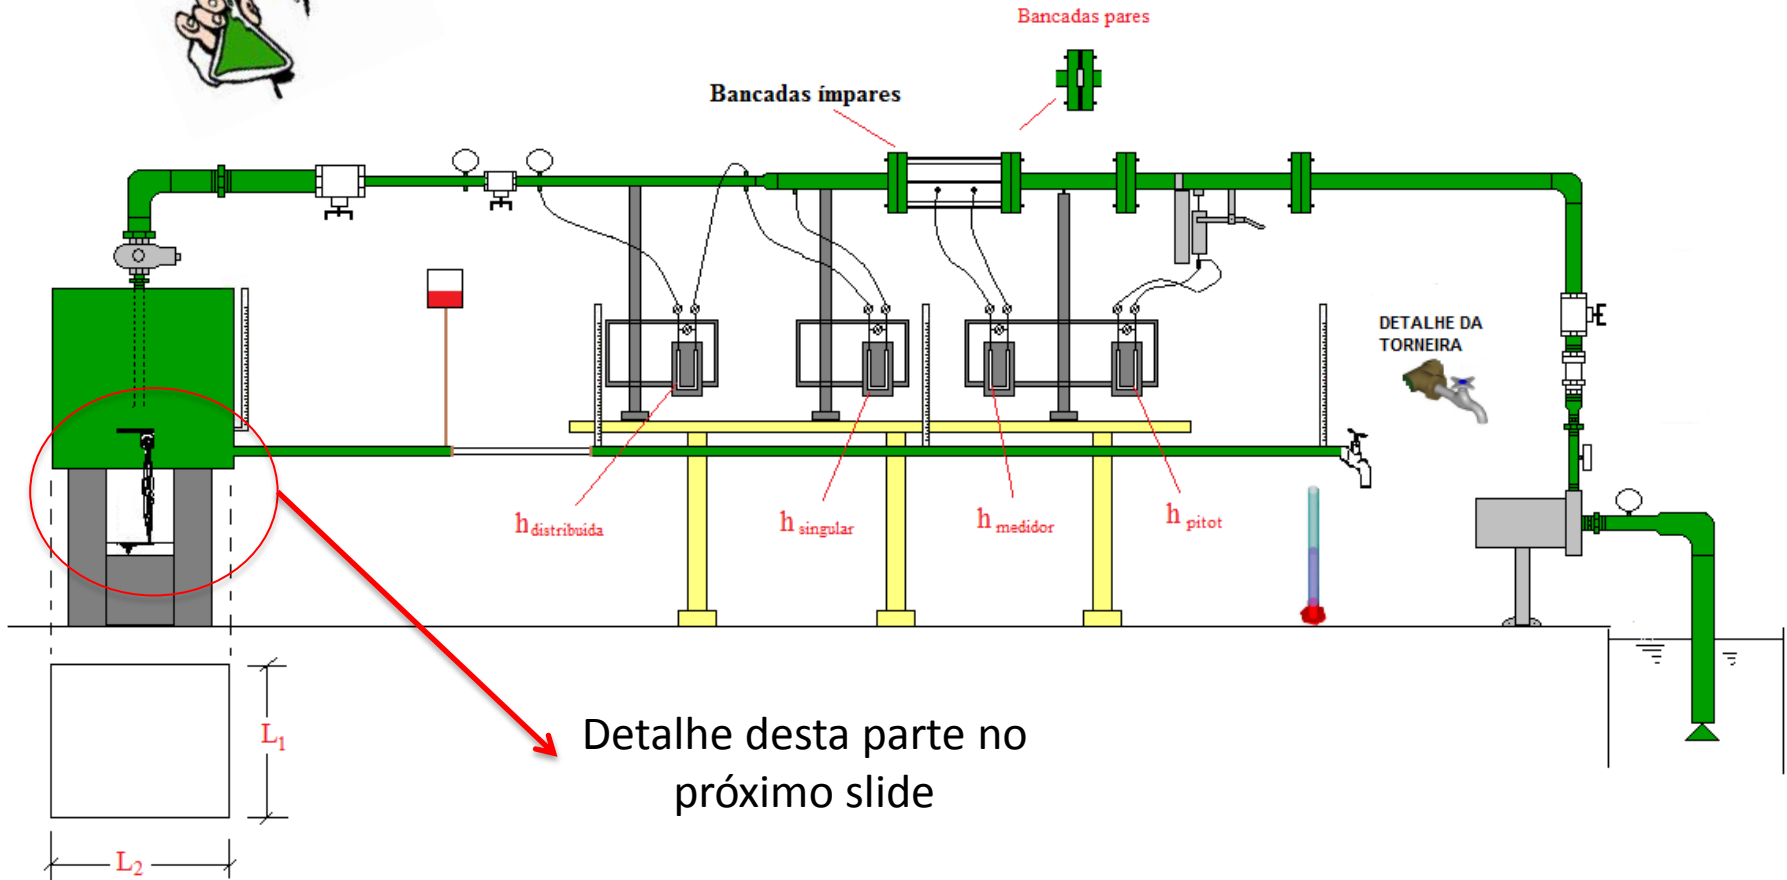 Bancadas pares
Bancadas ímpares
DETALHE DA
TORNEIRA
h distribuída
h singular
h medidor
h pitot
L1
L2
Detalhe desta parte no
próximo slide